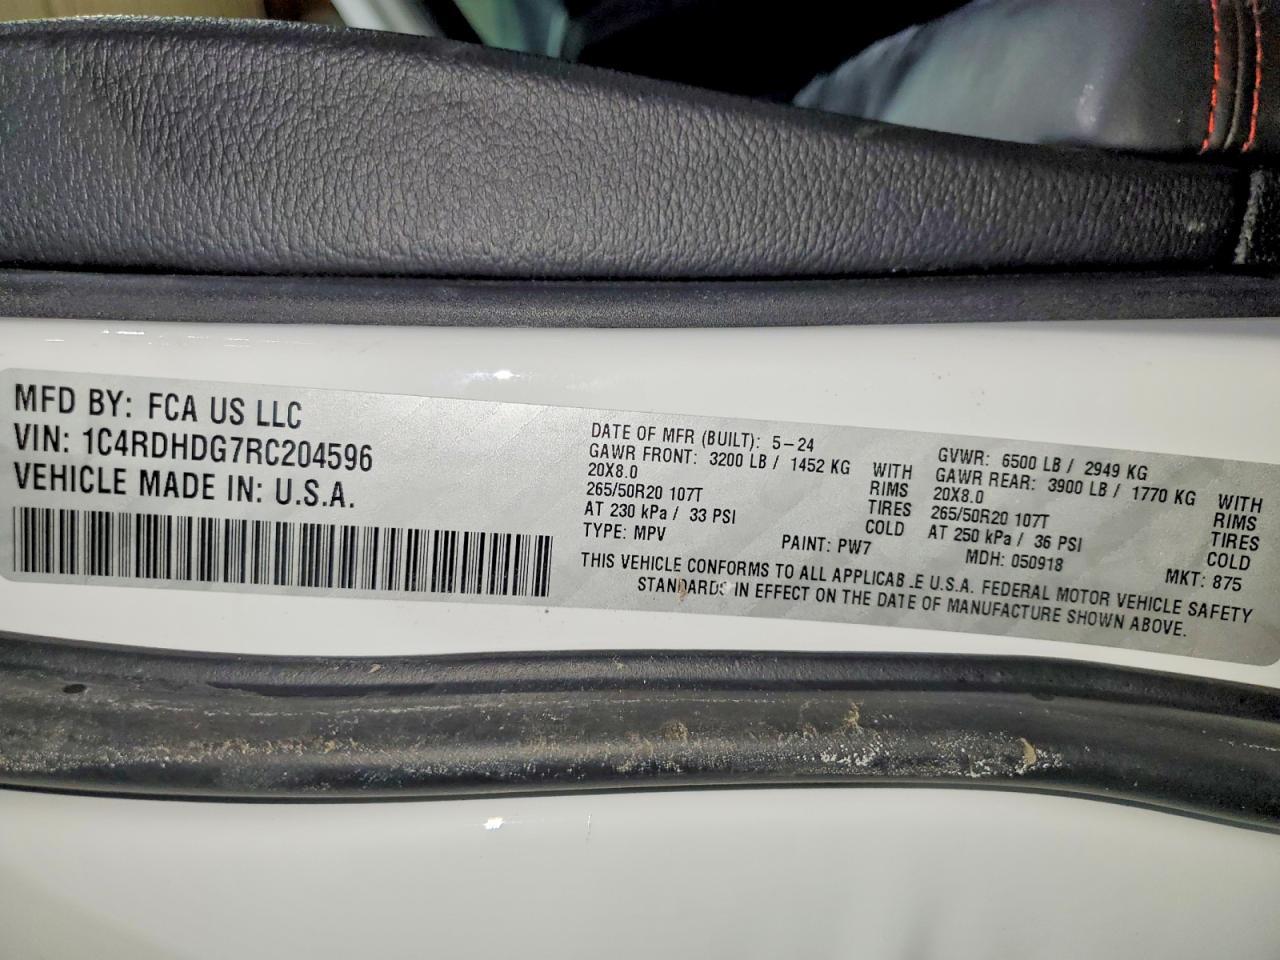 MFD BY: FCA US LLC
VIN: 1C4RDHDG7RC204596
VEHICLE MADE IN: U.S.A.
DATE OF MFR (BUILT): 5-24
GAWR FRONT: 3200 LB / 1452 KG WITH
20X8.0 RIMS
265/50R20 107T TIRES
AT 230 kPa / 33 PSI COLD
TYPE: MPV PAINT: PW7
GVWR: 6500 LB / 2949 KG
GAWR REAR: 3900 LB / 1770 KG WITH
20X8.0 RIMS
265/50R20 107T TIRES
AT 250 kPa / 36 PSI COLD
MDH: 050918 MKT: 875
THIS VEHICLE CONFORMS TO ALL APPLICAB.E U.S.A. FEDERAL MOTOR VEHICLE SAFETY
STANDARDS IN EFFECT ON THE DATE OF MANUFACTURE SHOWN ABOVE.